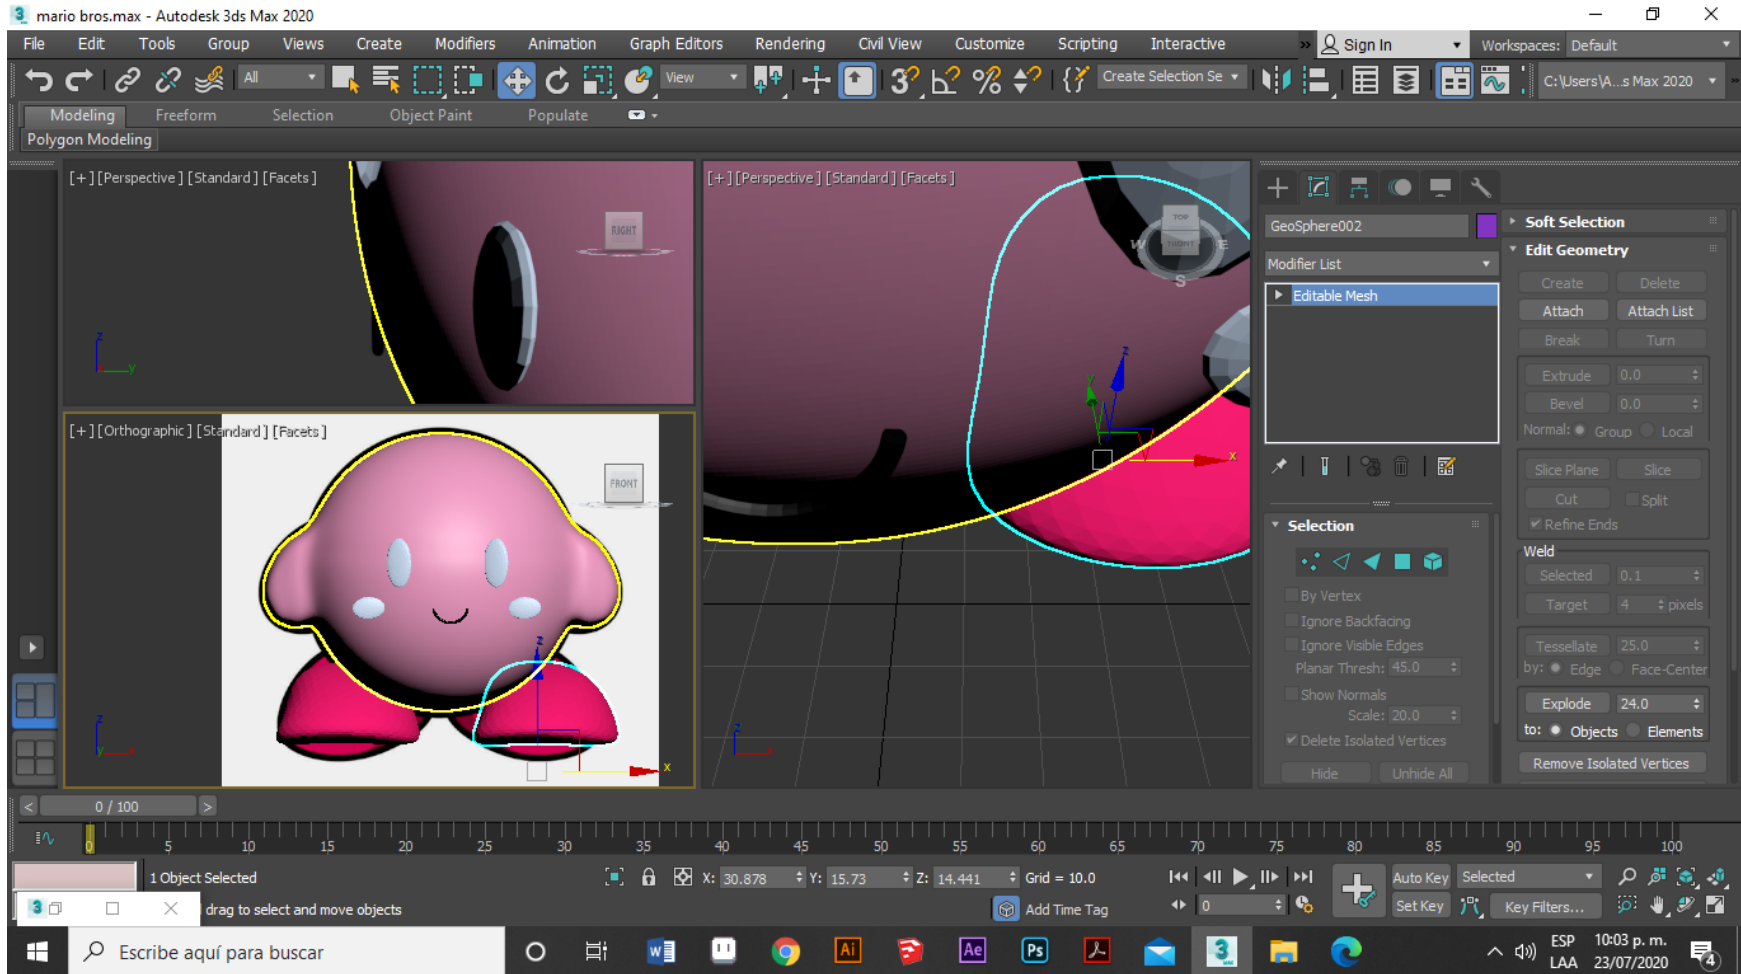 mario bros.max - Autodesk 3ds Max 2020
File Edit Tools Group Views Create Modifiers Animation Graph Editors Rendering Civil View Customize Scripting Interactive » Sign In Workspaces: Default
All View Create Selection Se C:\Users\A...s Max 2020
Modeling Freeform Selection Object Paint Populate
Polygon Modeling
[+] [Perspective] [Standard] [Facets]
RIGHT
z
y
[+] [Perspective] [Standard] [Facets]
TOP
FRONT
W E
S
z
y
x
z
x
[+] [Orthographic] [Standard] [Facets]
FRONT
z
x
z
y x
GeoSphere002
Modifier List
Editable Mesh
Selection
By Vertex
Ignore Backfacing
Ignore Visible Edges
Planar Thresh: 45.0
Show Normals
Scale: 20.0
Delete Isolated Vertices
Hide Unhide All
Soft Selection
Edit Geometry
Create Delete
Attach Attach List
Break Turn
Extrude 0.0
Bevel 0.0
Normal: Group Local
Slice Plane Slice
Cut Split
Refine Ends
Weld
Selected 0.1
Target 4 pixels
Tessellate 25.0
by: Edge Face-Center
Explode 24.0
to: Objects Elements
Remove Isolated Vertices
< 0 / 100 >
0 5 10 15 20 25 30 35 40 45 50 55 60 65 70 75 80 85 90 95 100
1 Object Selected X: 30.878 Y: 15.73 Z: 14.441 Grid = 10.0 Auto Key Selected
drag to select and move objects Add Time Tag 0 Set Key Key Filters...
Escribe aquí para buscar Ai Ae Ps 3 ESP 10:03 p. m.
LAA 23/07/2020 4